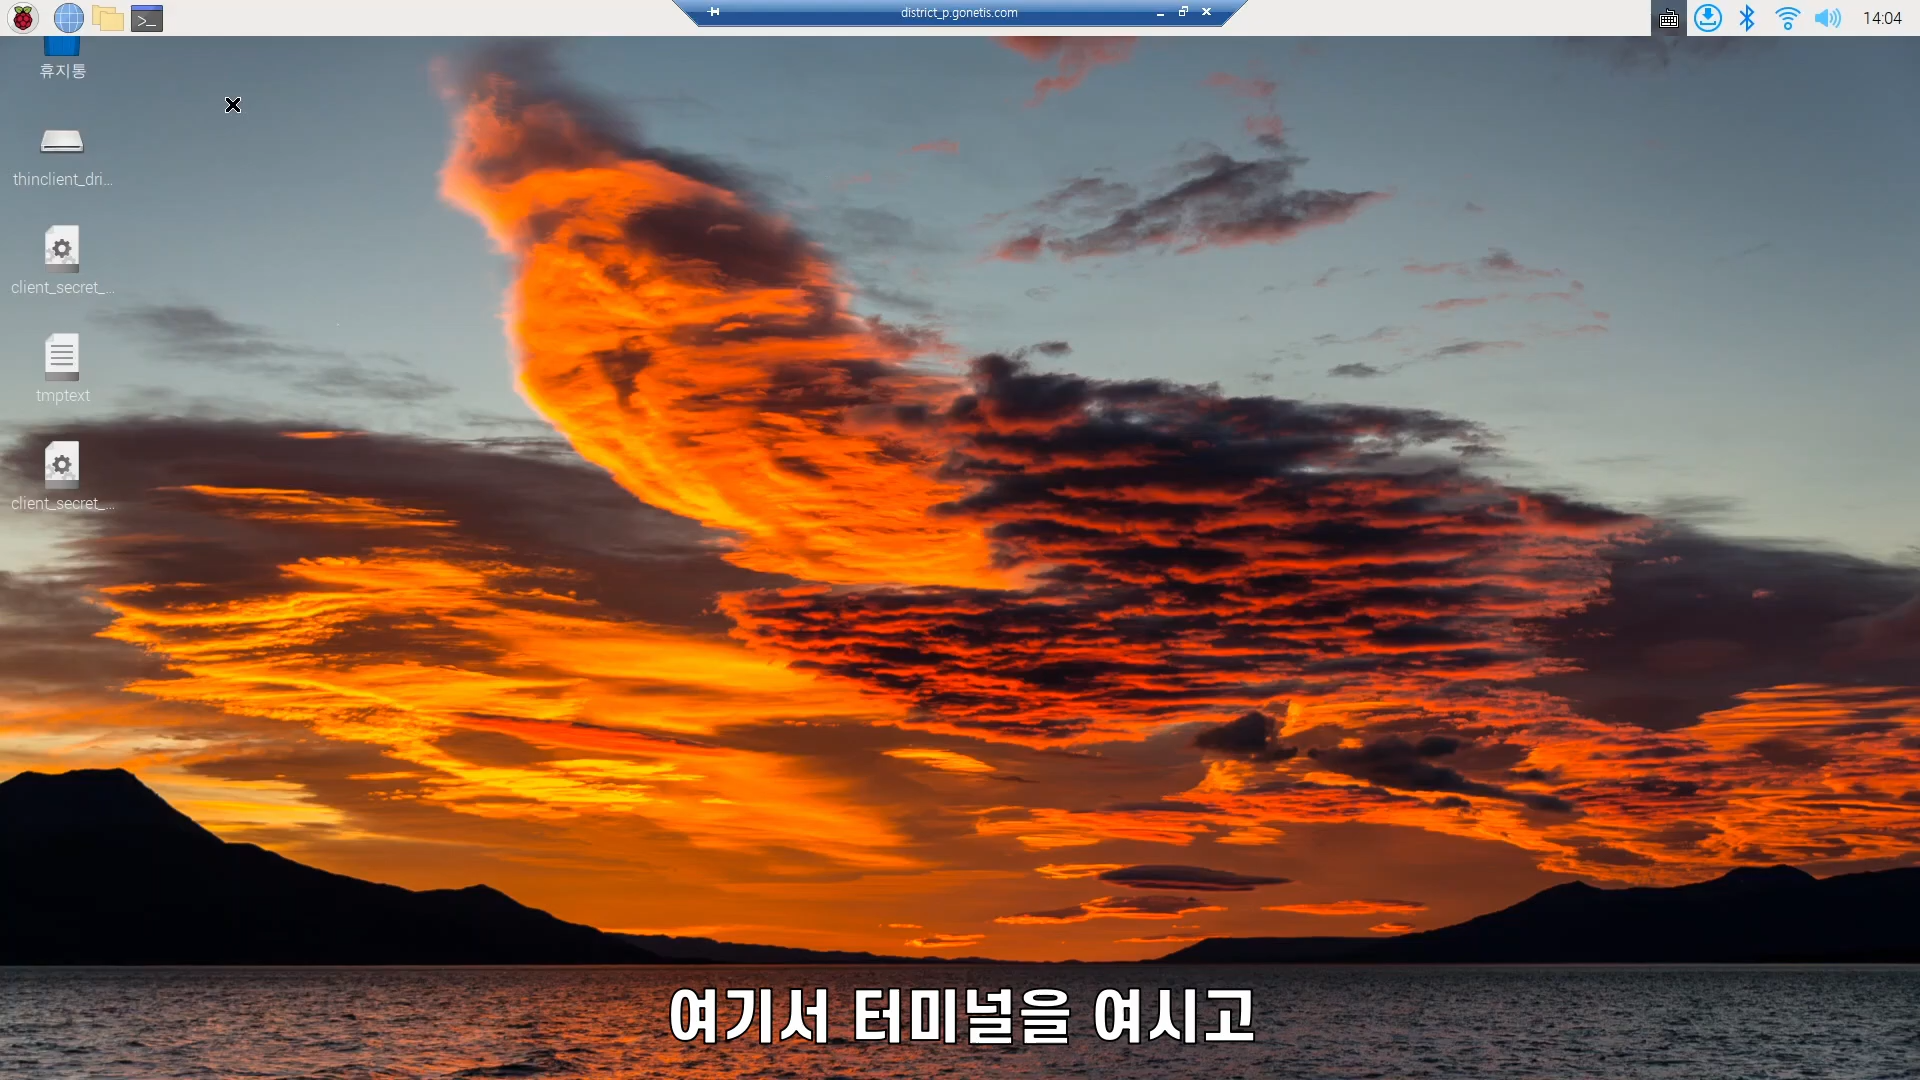 district_p.gonetis.com
14:04
휴지통
thinclient_dri...
client_secret_...
tmptext
client_secret_...
여기서 터미널을 여시고